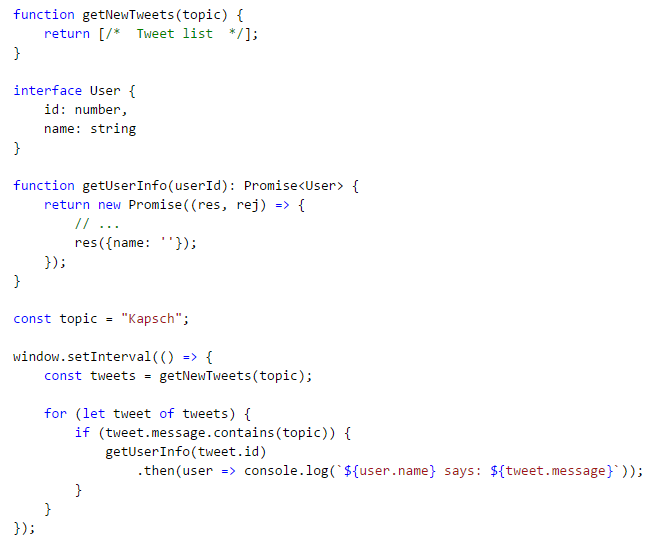 function getNewTweets(topic) {
    return [/*  Tweet list  */];
}

interface User {
    id: number,
    name: string
}

function getUserInfo(userId): Promise<User> {
    return new Promise((res, rej) => {
        // ...
        res({name: ''});
    });
}

const topic = "Kapsch";

window.setInterval(() => {
    const tweets = getNewTweets(topic);

    for (let tweet of tweets) {
        if (tweet.message.contains(topic)) {
            getUserInfo(tweet.id)
                .then(user => console.log(`${user.name} says: ${tweet.message}`));
        }
    }
});